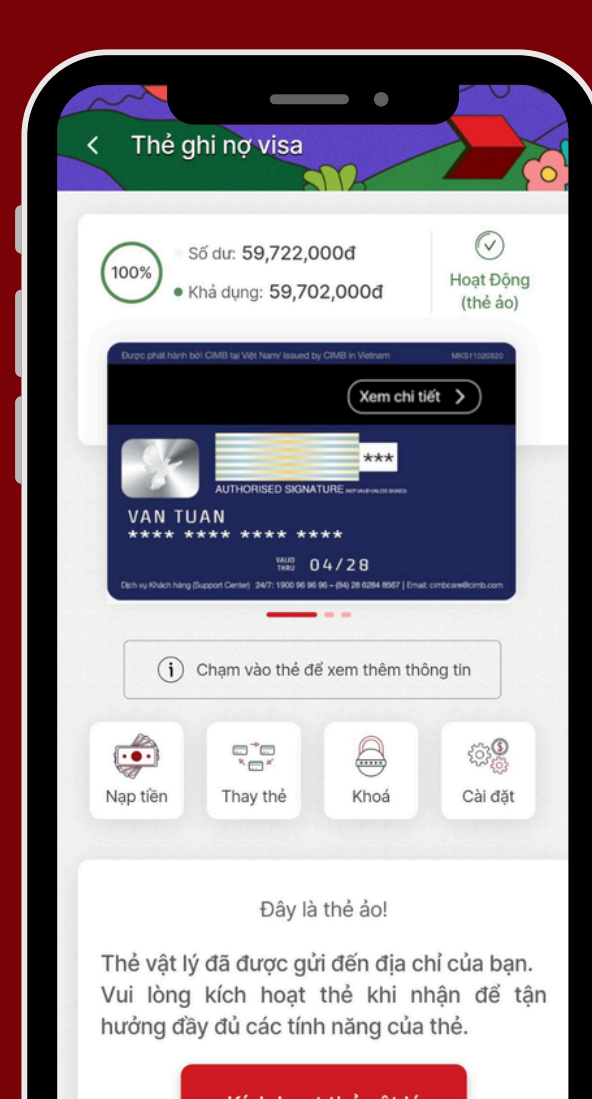 Thẻ ghi nợ visa
100%
Số dư: 59,722,000đ
Khả dụng: 59,702,000đ
Hoạt Động
(thẻ ảo)
Được phát hành bởi CIMB tại Việt Nam/ Issued by CIMB in Vietnam MKS11020820
Xem chi tiết
***
AUTHORISED SIGNATURE (NOT VALID UNLESS SIGNED)
VAN TUAN
**** **** **** ****
VALID THRU 04/28
Dịch vụ Khách hàng (Support Center) 24/7: 1900 96 96 96 – (84) 28 6284 8567 | Email: cimbcare@cimb.com
Chạm vào thẻ để xem thêm thông tin
Nạp tiền Thay thẻ Khoá Cài đặt
Đây là thẻ ảo!
Thẻ vật lý đã được gửi đến địa chỉ của bạn.
Vui lòng kích hoạt thẻ khi nhận để tận
hưởng đầy đủ các tính năng của thẻ.